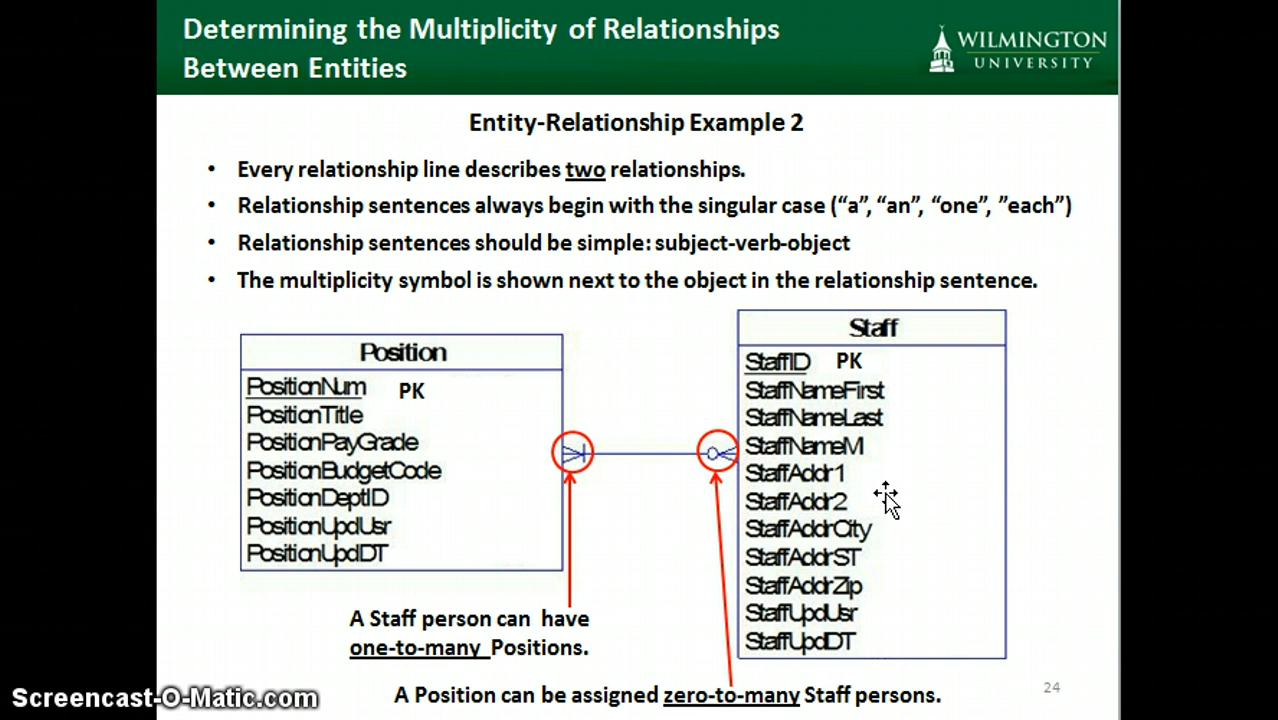 Determining the Multiplicity of Relationships
Between Entities
WILMINGTON
UNIVERSITY
Entity-Relationship Example 2
• Every relationship line describes two relationships.
• Relationship sentences always begin with the singular case (“a”, “an”, “one”, ”each”)
• Relationship sentences should be simple: subject-verb-object
• The multiplicity symbol is shown next to the object in the relationship sentence.
Position
PositionNum PK
PositionTitle
PositionPayGrade
PositionBudgetCode
PositionDeptID
PositionUpdUsr
PositionUpdDT
Staff
StaffID PK
StaffNameFirst
StaffNameLast
StaffNameM
StaffAddr1
StaffAddr2
StaffAddrCity
StaffAddrST
StaffAddrZip
StaffUpdUsr
StaffUpdDT
A Staff person can have
one-to-many Positions.
A Position can be assigned zero-to-many Staff persons.
24
Screencast-O-Matic.com